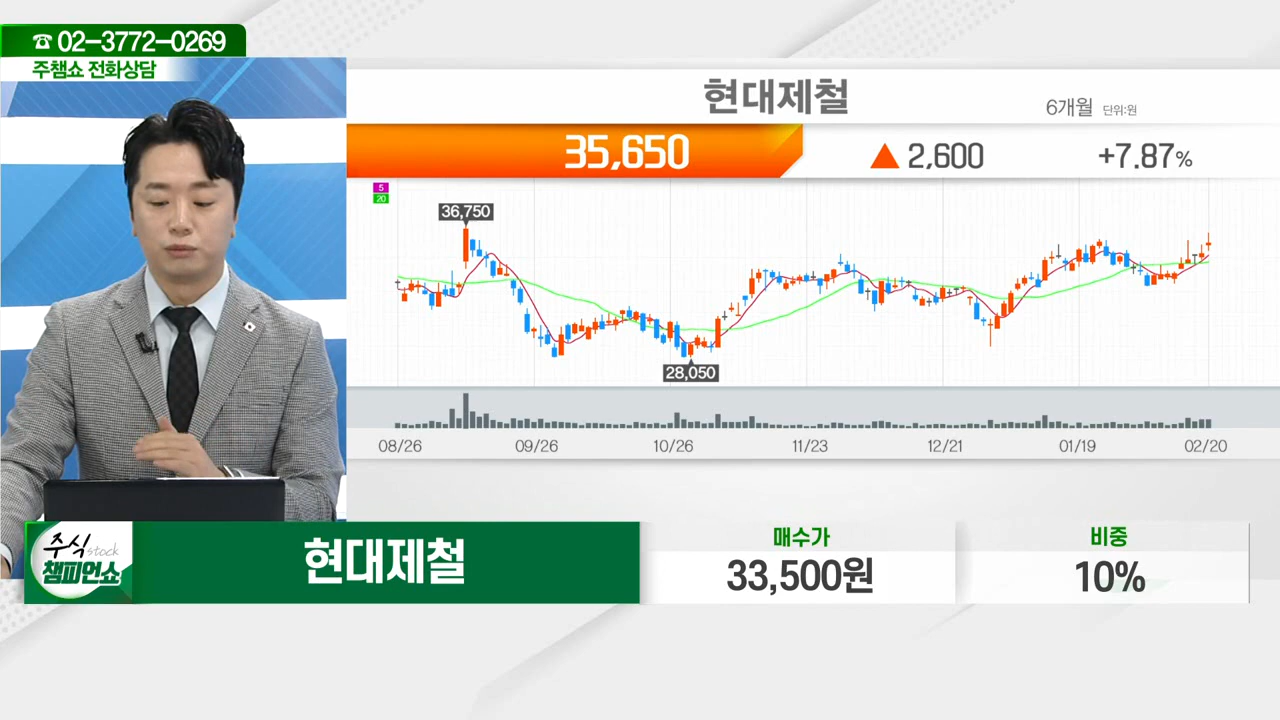 ☎ 02-3772-0269
주챔쇼 전화상담
현대제철
6개월 단위:원
35,650 ▲ 2,600 +7.87%
5
20
36,750
28,050
08/26 09/26 10/26 11/23 12/21 01/19 02/20
주식 stock
챔피언쇼
현대제철
매수가
33,500원
비중
10%